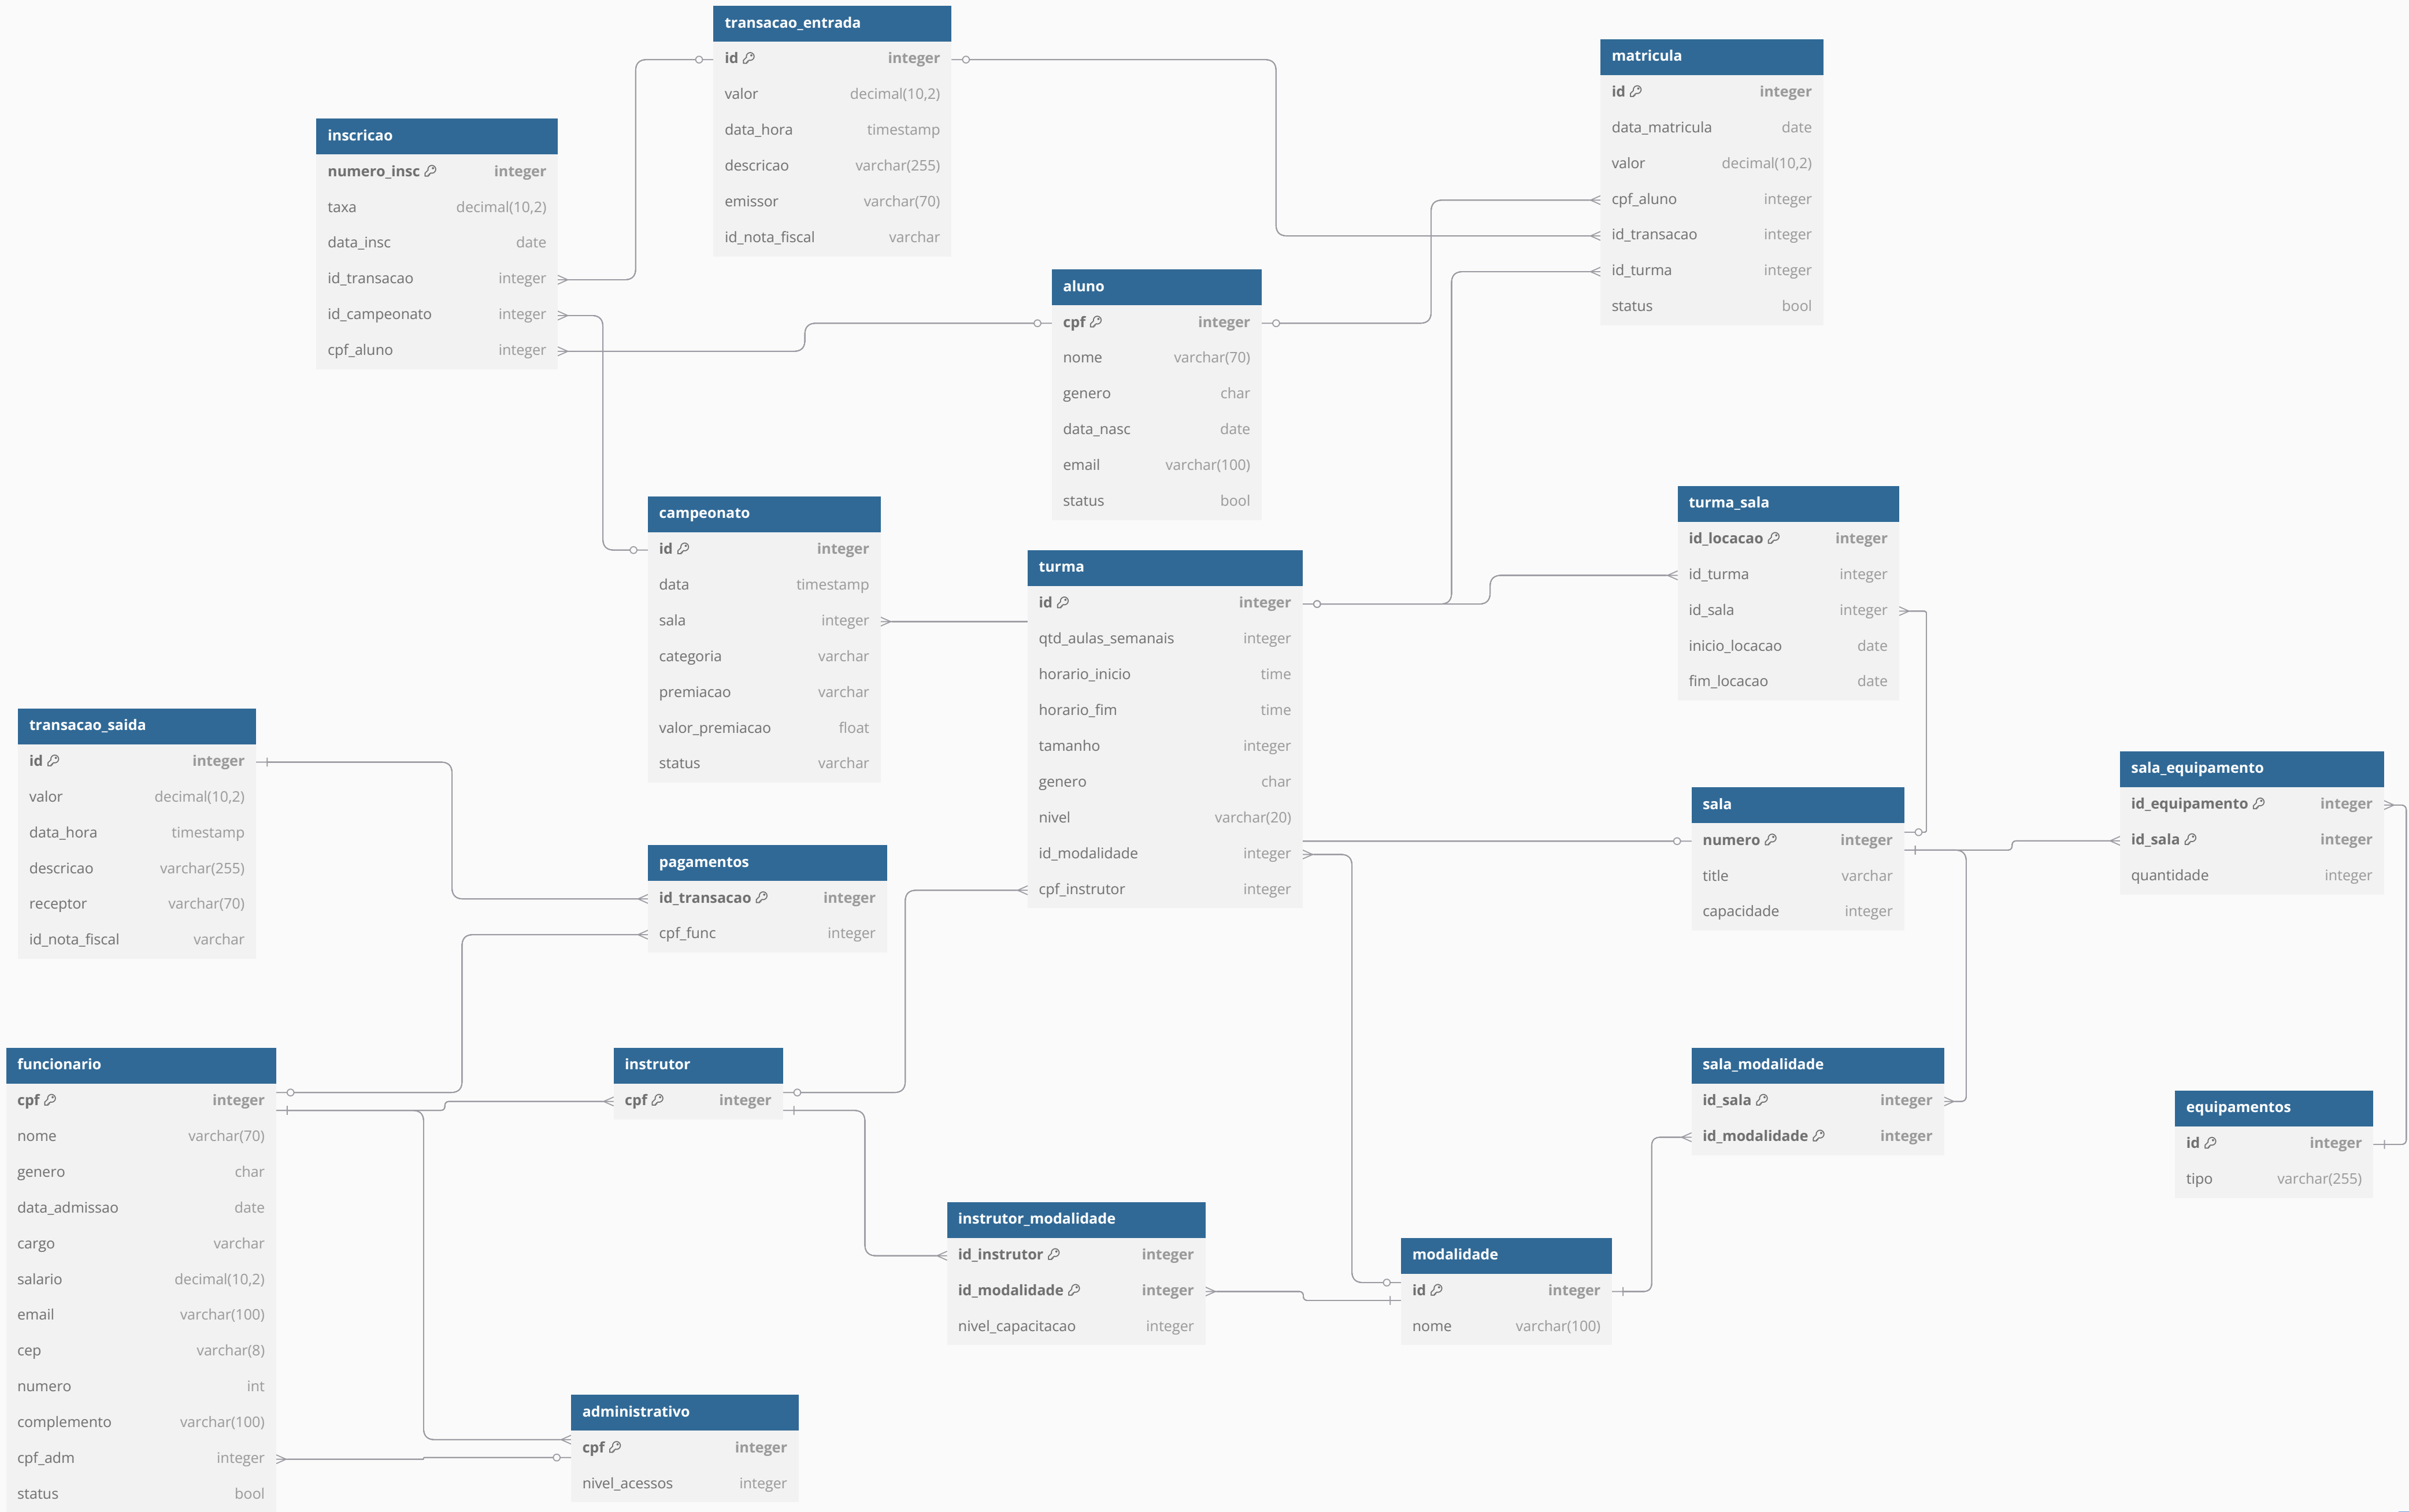 transacao_entrada
id integer
valor decimal(10,2)
data_hora timestamp
descricao varchar(255)
emissor varchar(70)
id_nota_fiscal varchar
matricula
id integer
data_matricula date
valor decimal(10,2)
cpf_aluno integer
id_transacao integer
id_turma integer
status bool
inscricao
numero_insc integer
taxa decimal(10,2)
data_insc date
id_transacao integer
id_campeonato integer
cpf_aluno integer
aluno
cpf integer
nome varchar(70)
genero char
data_nasc date
email varchar(100)
status bool
campeonato
id integer
data timestamp
sala integer
categoria varchar
premiacao varchar
valor_premiacao float
status varchar
turma
id integer
qtd_aulas_semanais integer
horario_inicio time
horario_fim time
tamanho integer
genero char
nivel varchar(20)
id_modalidade integer
cpf_instrutor integer
turma_sala
id_locacao integer
id_turma integer
id_sala integer
inicio_locacao date
fim_locacao date
transacao_saida
id integer
valor decimal(10,2)
data_hora timestamp
descricao varchar(255)
receptor varchar(70)
id_nota_fiscal varchar
pagamentos
id_transacao integer
cpf_func integer
sala
numero integer
title varchar
capacidade integer
sala_equipamento
id_equipamento integer
id_sala integer
quantidade integer
funcionario
cpf integer
nome varchar(70)
genero char
data_admissao date
cargo varchar
salario decimal(10,2)
email varchar(100)
cep varchar(8)
numero int
complemento varchar(100)
cpf_adm integer
status bool
instrutor
cpf integer
sala_modalidade
id_sala integer
id_modalidade integer
equipamentos
id integer
tipo varchar(255)
instrutor_modalidade
id_instrutor integer
id_modalidade integer
nivel_capacitacao integer
modalidade
id integer
nome varchar(100)
administrativo
cpf integer
nivel_acessos integer